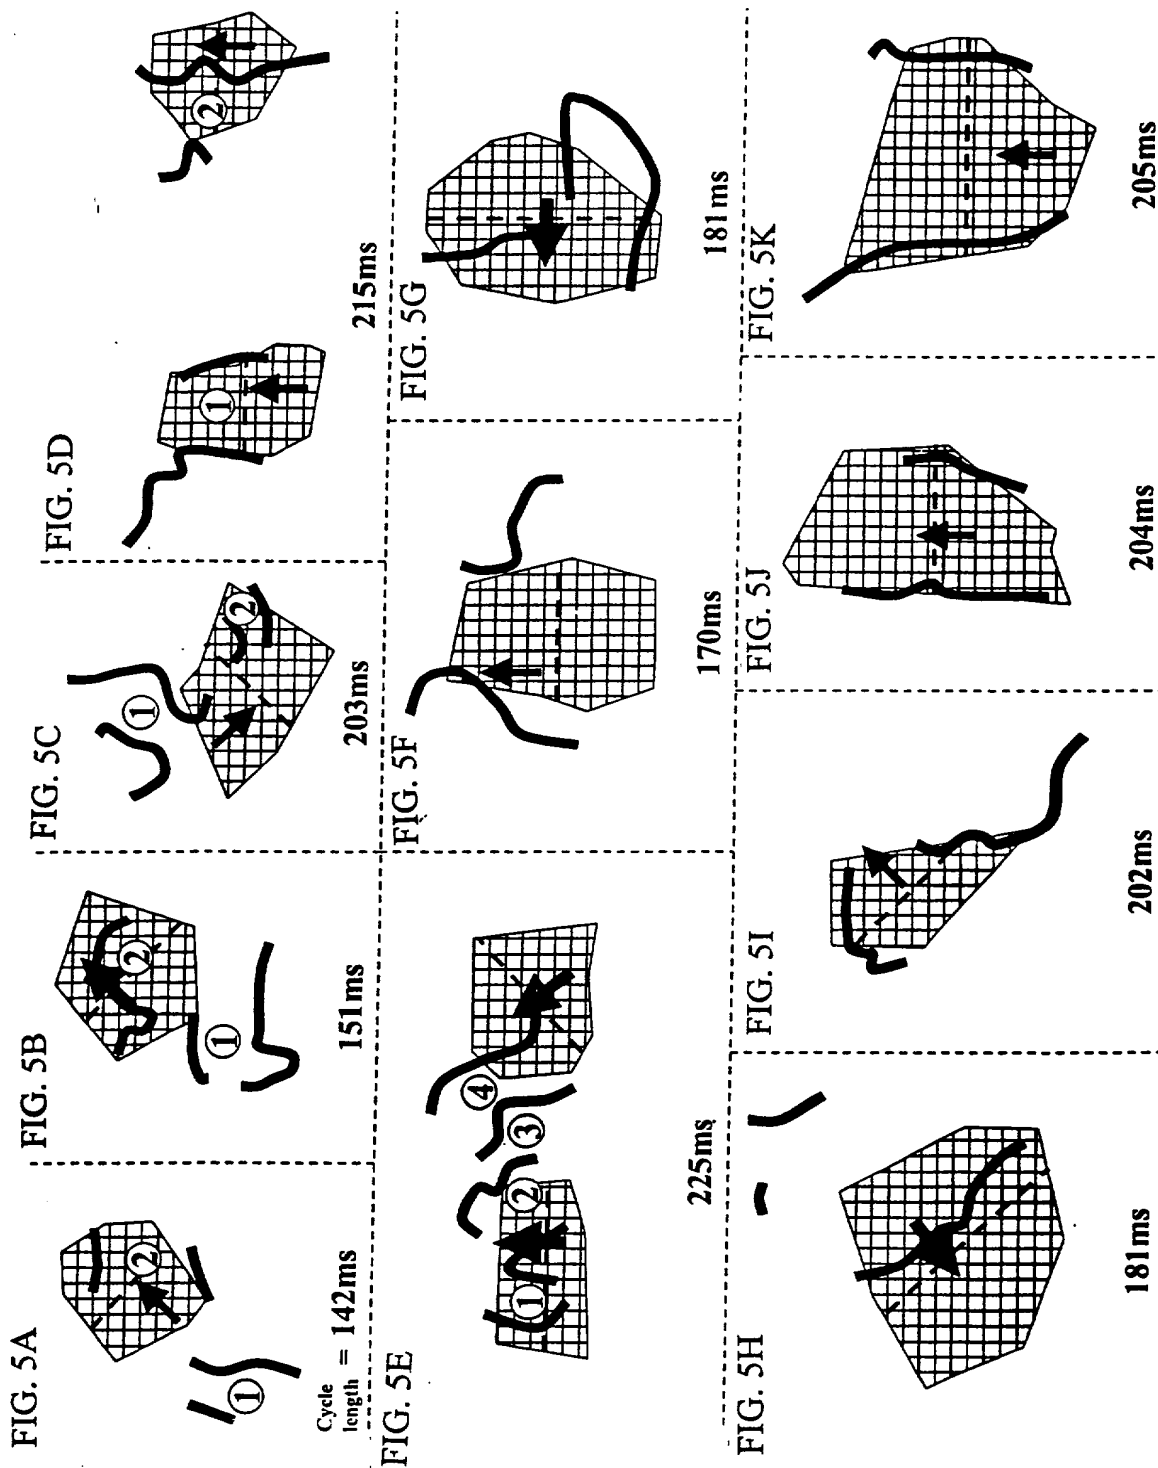 FIG. 5A
①
②
Cycle
length = 142ms
FIG. 5B
①
②
151ms
FIG. 5C
①
②
203ms
FIG. 5D
①
②
215ms
FIG. 5E
①
②
③
④
225ms
FIG. 5F
170ms
FIG. 5G
181ms
FIG. 5H
181ms
FIG. 5I
202ms
FIG. 5J
204ms
FIG. 5K
205ms